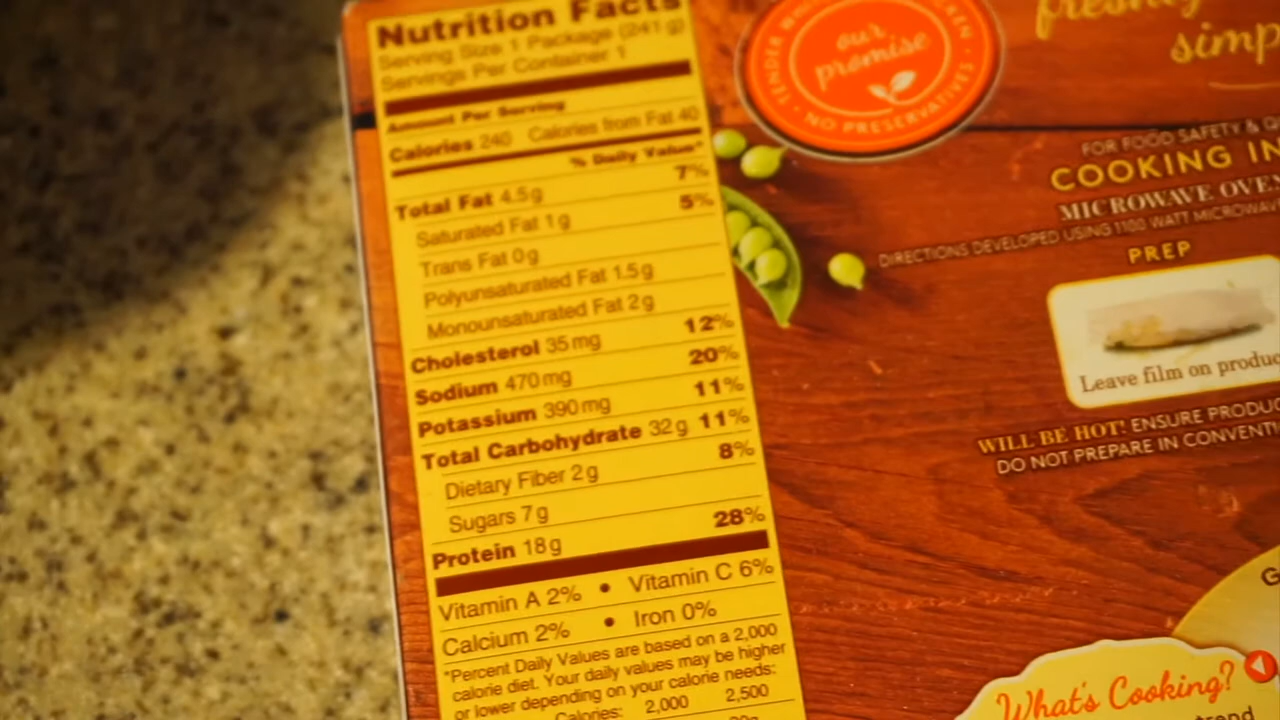 Nutrition Facts
Serving Size 1 Package (241 g)
Servings Per Container 1
Amount Per Serving
Calories 240 Calories from Fat 40
% Daily Value*
Total Fat 4.5g 7%
Saturated Fat 1g 5%
Trans Fat 0g
Polyunsaturated Fat 1.5g
Monounsaturated Fat 2g
Cholesterol 35mg 12%
Sodium 470mg 20%
Potassium 390mg 11%
Total Carbohydrate 32g 11%
Dietary Fiber 2g 8%
Sugars 7g
Protein 18g 28%
Vitamin A 2% • Vitamin C 6%
Calcium 2% • Iron 0%
*Percent Daily Values are based on a 2,000
calorie diet. Your daily values may be higher
or lower depending on your calorie needs:
Calories: 2,000 2,500
our
promise
TENDER
• NO PRESERVATIVES •
freshly
simp
FOR FOOD SAFETY &
COOKING IN
MICROWAVE OVEN
DIRECTIONS DEVELOPED USING 1100 WATT MICROWAV
PREP
Leave film on produc
WILL BE HOT! ENSURE PRODU
DO NOT PREPARE IN CONVENTI
G
What's Cooking?